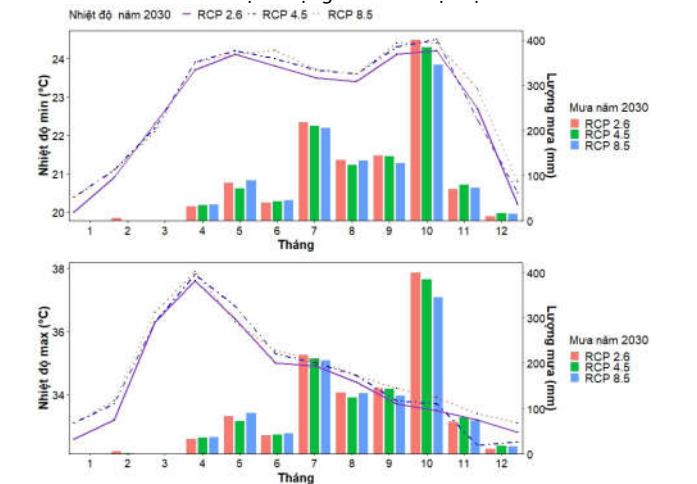 Nhiệt độ năm 2030 RCP 2.6 RCP 4.5 RCP 8.5
Nhiệt độ min (°C)
24
23
22
21
20
400
300
200
100
0
Lượng mưa (mm)
Mưa năm 2030
RCP 2.6
RCP 4.5
RCP 8.5
1 2 3 4 5 6 7 8 9 10 11 12
Tháng
Nhiệt độ max (°C)
38
36
34
400
300
200
100
0
Lượng mưa (mm)
Mưa năm 2030
RCP 2.6
RCP 4.5
RCP 8.5
1 2 3 4 5 6 7 8 9 10 11 12
Tháng